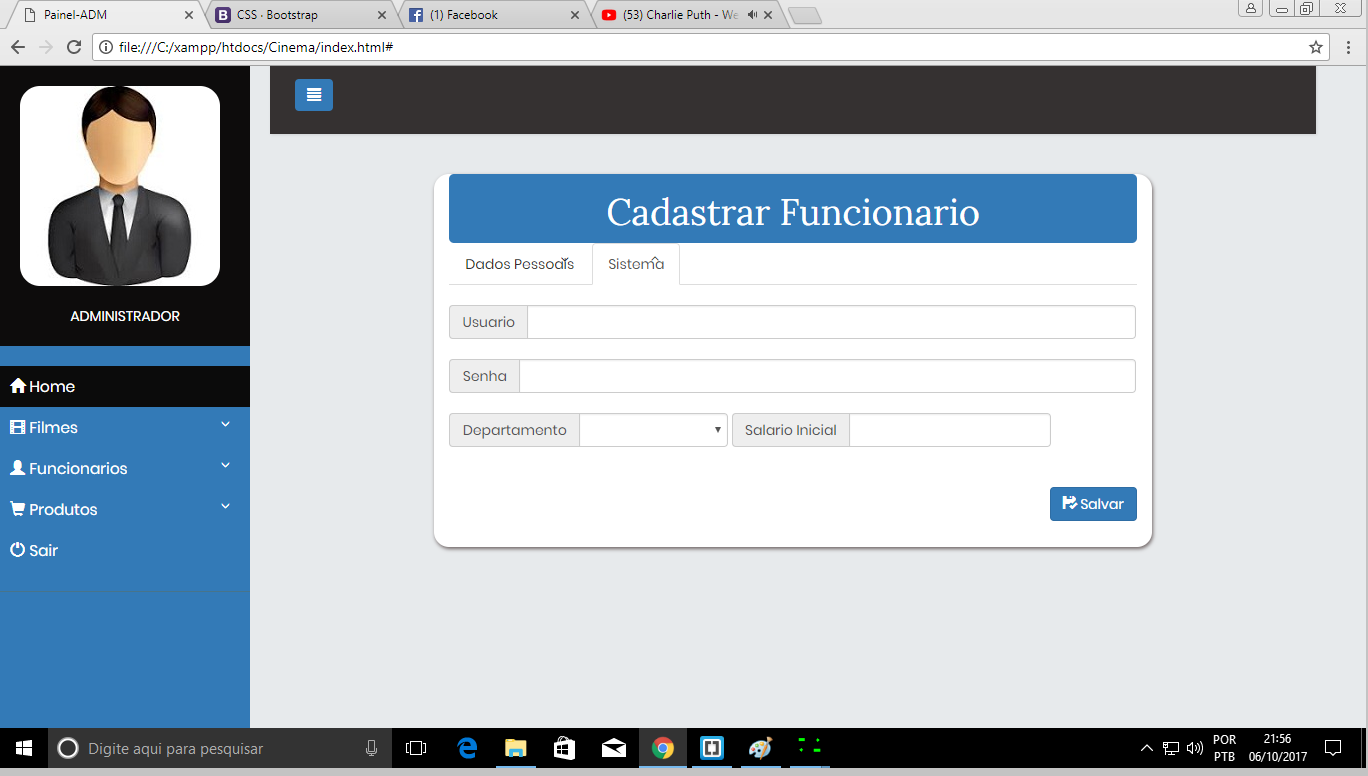 Painel-ADM
CSS · Bootstrap
(1) Facebook
(53) Charlie Puth - We
file:///C:/xampp/htdocs/Cinema/index.html#
ADMINISTRADOR
Home
Filmes
Funcionarios
Produtos
Sair
Cadastrar Funcionario
Dados Pessoais
Sistema
Usuario
Senha
Departamento
Salario Inicial
Salvar
Digite aqui para pesquisar
POR
PTB
21:56
06/10/2017